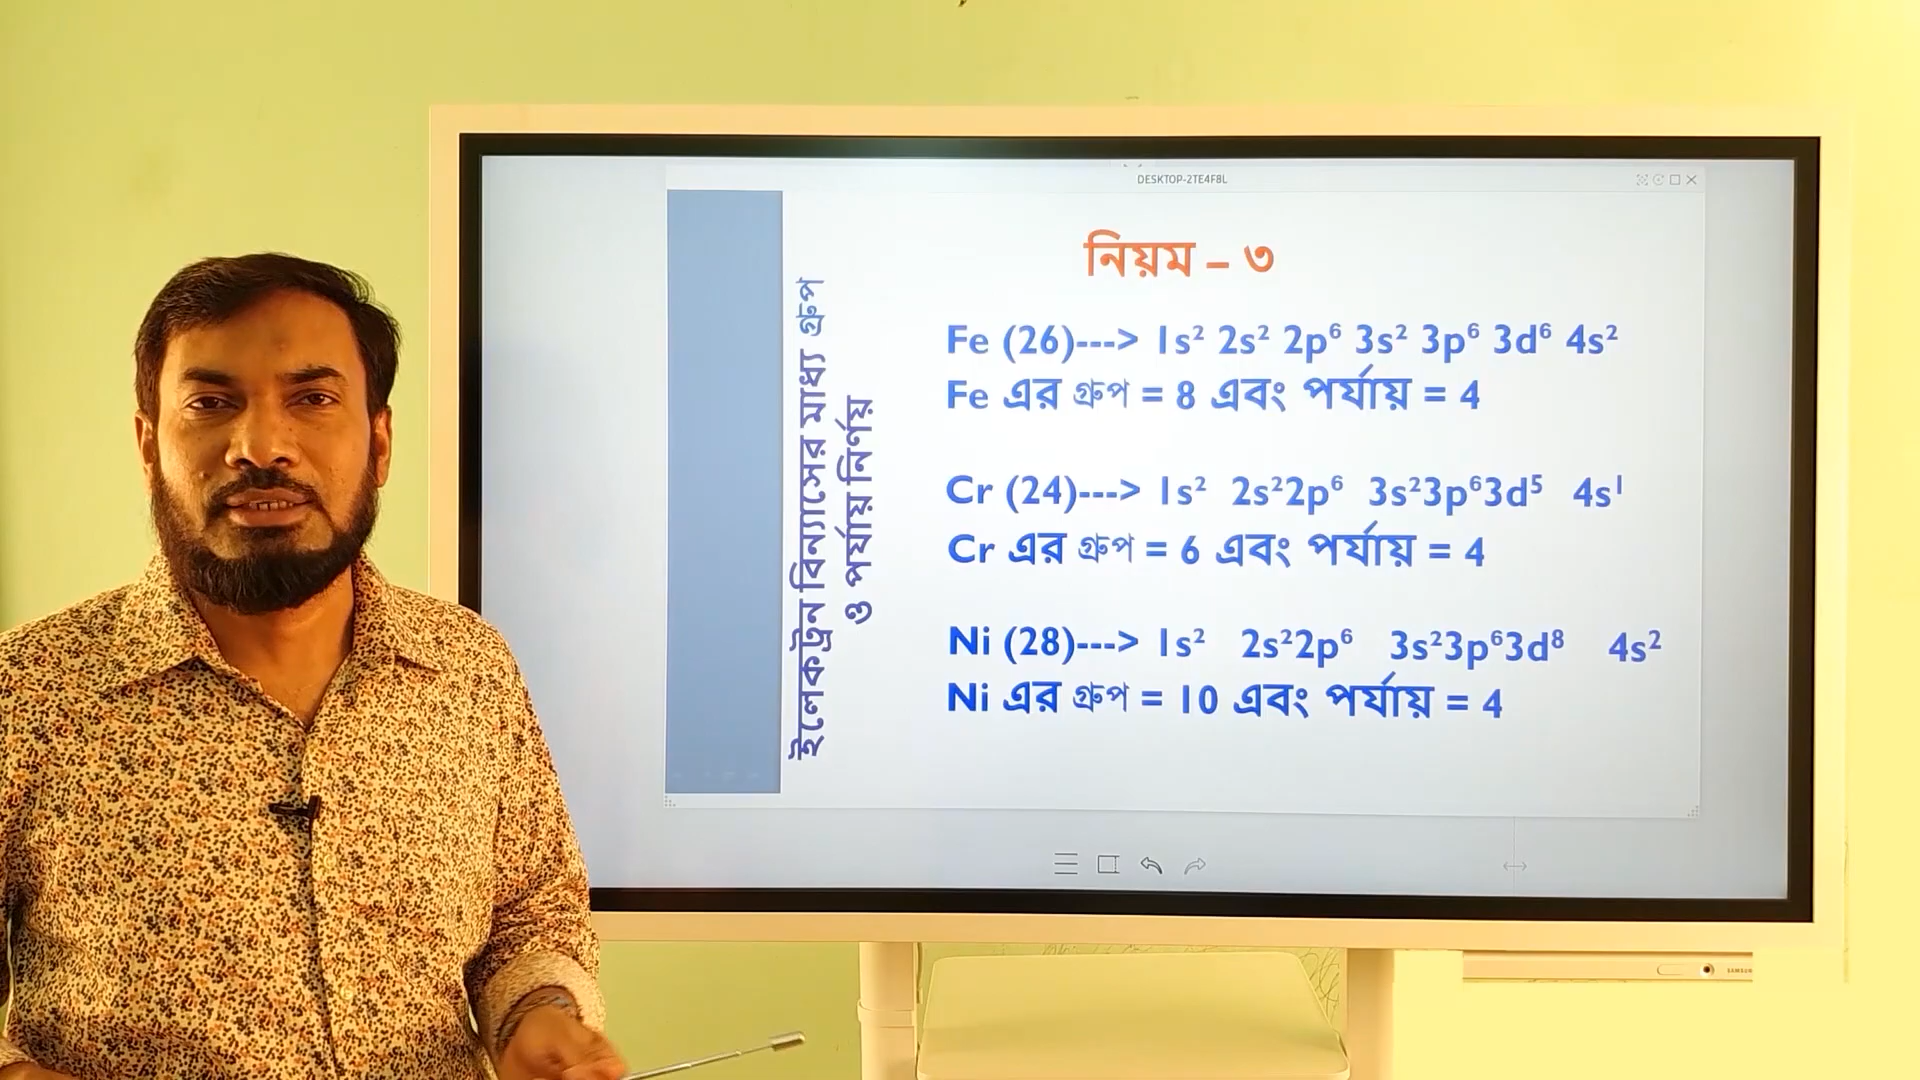 DESKTOP-2TE4F8L
নিয়ম – ৩
ইলেকট্রন বিন্যাসের মাধ্য গ্রুপ
ও পর্যায় নির্ণয়
Fe (26)---> 1s² 2s² 2p⁶ 3s² 3p⁶ 3d⁶ 4s²
Fe এর গ্রুপ = 8 এবং পর্যায় = 4
Cr (24)---> 1s² 2s²2p⁶ 3s²3p⁶3d⁵ 4s¹
Cr এর গ্রুপ = 6 এবং পর্যায় = 4
Ni (28)---> 1s² 2s²2p⁶ 3s²3p⁶3d⁸ 4s²
Ni এর গ্রুপ = 10 এবং পর্যায় = 4
SAMSUNG